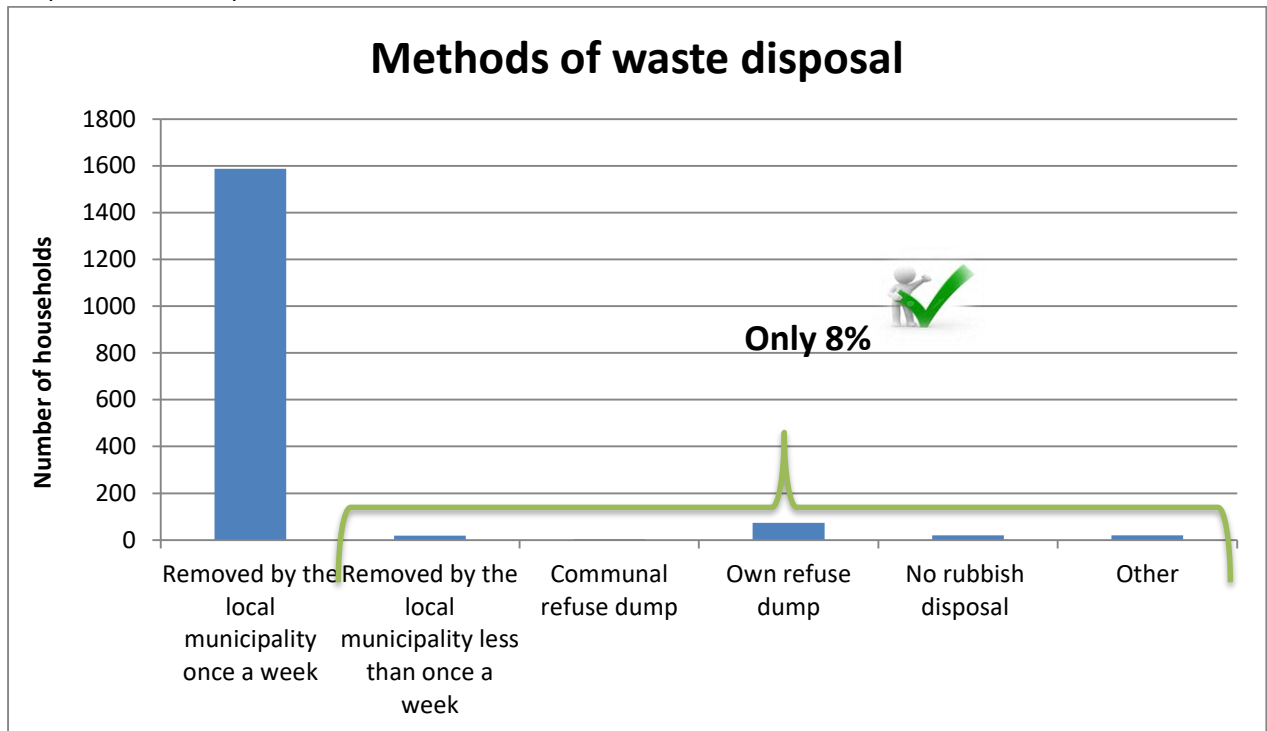 Methods of waste disposal
1800
1600
1400
1200
1000
800
600
400
200
0
Number of households
Only 8%
Removed by the
local
municipality
once a week
Removed by the
local
municipality less
than once a
week
Communal
refuse dump
Own refuse
dump
No rubbish
disposal
Other